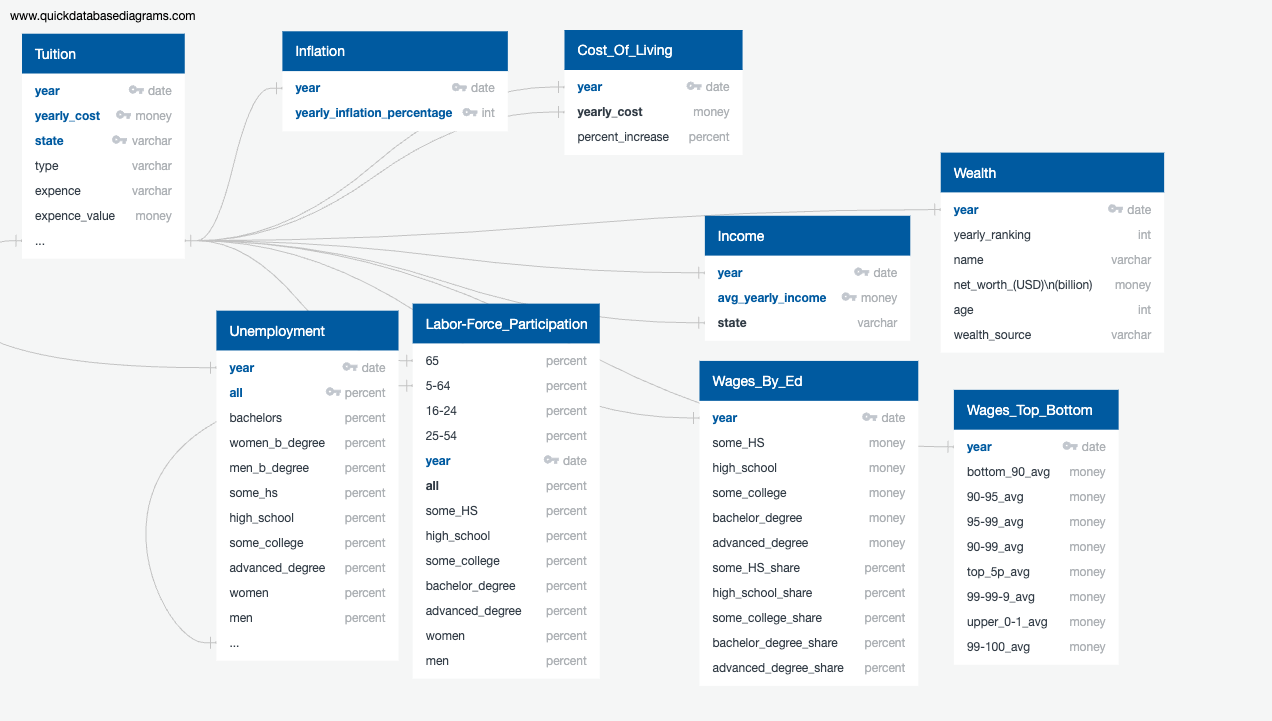 www.quickdatabasediagrams.com
Tuition
year date
yearly_cost money
state varchar
type varchar
expence varchar
expence_value money
...
Inflation
year date
yearly_inflation_percentage int
Cost_Of_Living
year date
yearly_cost money
percent_increase percent
Wealth
year date
yearly_ranking int
name varchar
net_worth_(USD)\n(billion) money
age int
wealth_source varchar
Income
year date
avg_yearly_income money
state varchar
Unemployment
year date
all percent
bachelors percent
women_b_degree percent
men_b_degree percent
some_hs percent
high_school percent
some_college percent
advanced_degree percent
women percent
men percent
...
Labor-Force_Participation
65 percent
5-64 percent
16-24 percent
25-54 percent
year date
all percent
some_HS percent
high_school percent
some_college percent
bachelor_degree percent
advanced_degree percent
women percent
men percent
Wages_By_Ed
year date
some_HS money
high_school money
some_college money
bachelor_degree money
advanced_degree money
some_HS_share percent
high_school_share percent
some_college_share percent
bachelor_degree_share percent
advanced_degree_share percent
Wages_Top_Bottom
year date
bottom_90_avg money
90-95_avg money
95-99_avg money
90-99_avg money
top_5p_avg money
99-99-9_avg money
upper_0-1_avg money
99-100_avg money